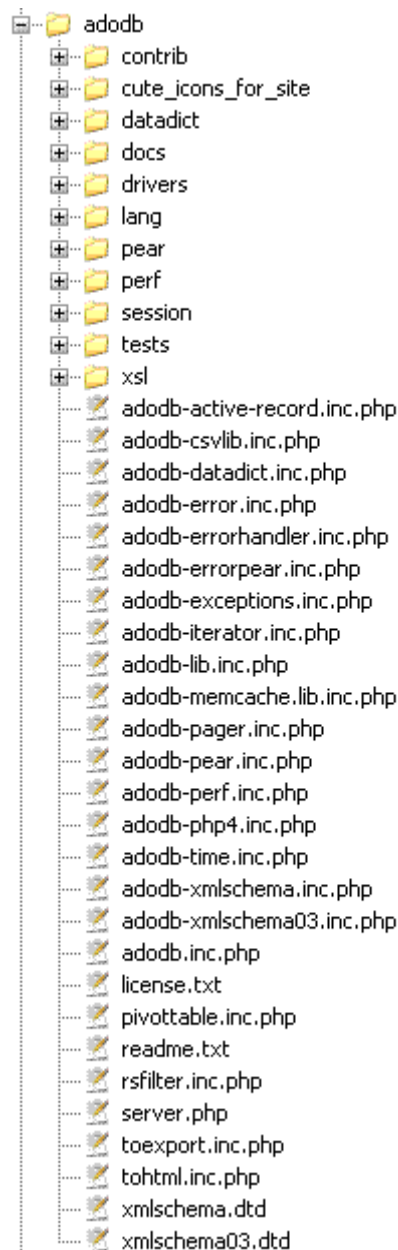 adodb
contrib
cute_icons_for_site
datadict
docs
drivers
lang
pear
perf
session
tests
xsl
adodb-active-record.inc.php
adodb-csvlib.inc.php
adodb-datadict.inc.php
adodb-error.inc.php
adodb-errorhandler.inc.php
adodb-errorpear.inc.php
adodb-exceptions.inc.php
adodb-iterator.inc.php
adodb-lib.inc.php
adodb-memcache.lib.inc.php
adodb-pager.inc.php
adodb-pear.inc.php
adodb-perf.inc.php
adodb-php4.inc.php
adodb-time.inc.php
adodb-xmlschema.inc.php
adodb-xmlschema03.inc.php
adodb.inc.php
license.txt
pivottable.inc.php
readme.txt
rsfilter.inc.php
server.php
toexport.inc.php
tohtml.inc.php
xmlschema.dtd
xmlschema03.dtd